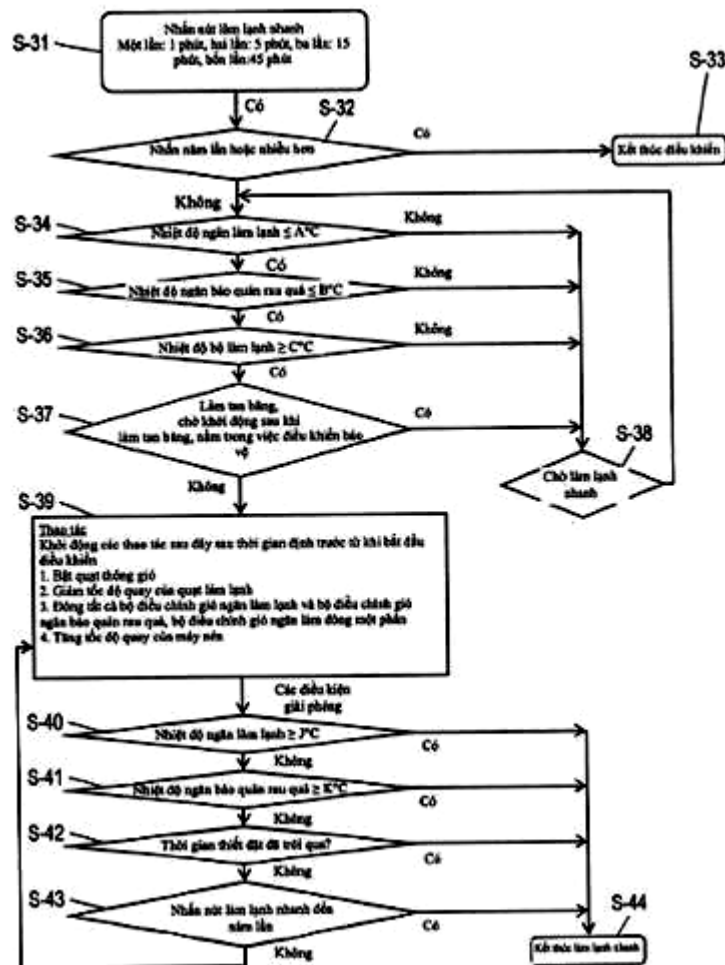 Nhấn nút làm lạnh nhanh
Một lần: 1 phút, hai lần: 5 phút, ba lần: 15
phút, bốn lần:45 phút
S-31
S-33
Có
S-32
Nhấn năm lần hoặc nhiều hơn
Có
Kết thúc điều khiển
Không
S-34
Nhiệt độ ngăn làm lạnh ≤ A°C
Không
Có
S-35
Nhiệt độ ngăn bảo quản rau quả ≤ B°C
Không
Có
S-36
Nhiệt độ bộ làm lạnh ≥ C°C
Không
Có
S-37
Làm tan băng,
chờ khởi động sau khi
làm tan băng, nằm trong việc điều khiển bảo
vệ
Có
S-38
Chờ làm lạnh
nhanh
Không
S-39
Thao tác
Khởi động các thao tác sau đây sau thời gian định trước từ khi bắt đầu
điều khiển
1. Bật quạt thông gió
2. Giảm tốc độ quay của quạt làm lạnh
3. Đóng tất cả bộ điều chỉnh gió ngăn làm lạnh và bộ điều chỉnh gió
ngăn bảo quản rau quả, bộ điều chỉnh gió ngăn làm đông một phần
4. Tăng tốc độ quay của máy nén
Các điều kiện
giải phóng
S-40
Nhiệt độ ngăn làm lạnh ≥ J°C
Có
Không
S-41
Nhiệt độ ngăn bảo quản rau quả ≥ K°C
Có
Không
S-42
Thời gian thiết đặt đã trôi qua?
Có
Không
S-43
Nhấn nút làm lạnh nhanh đến
năm lần
Có
S-44
Kết thúc làm lạnh nhanh
Không